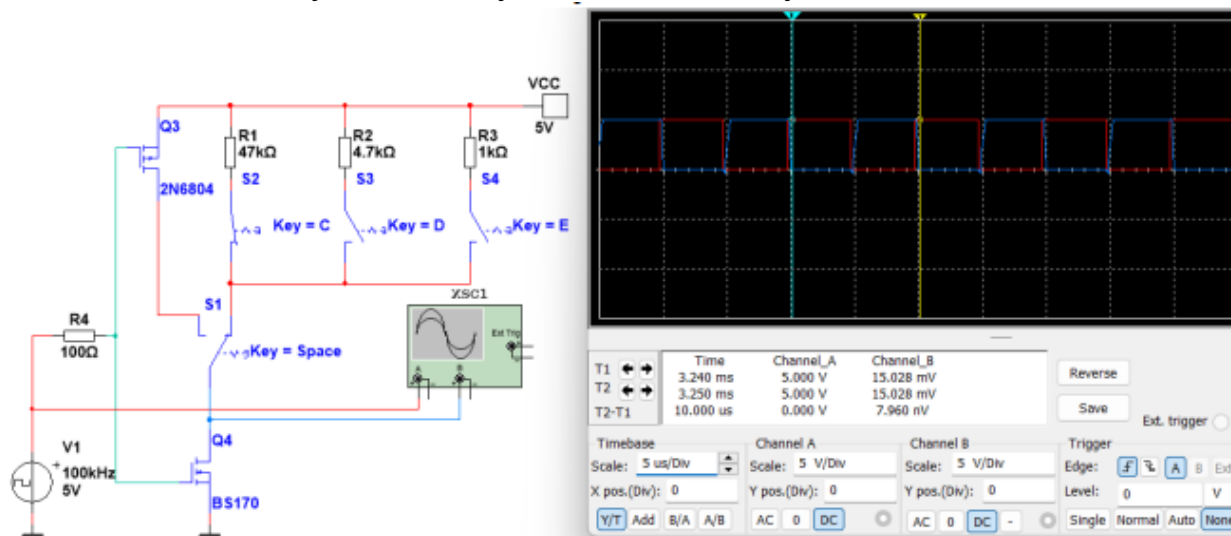 VCC
5V
Q3
2N6804
R1
47kΩ
R2
4.7kΩ
R3
1kΩ
S2
S3
S4
Key = C
Key = D
Key = E
S1
Key = Space
XSC1
Ext Trig
A
B
R4
100Ω
V1
100kHz
5V
Q4
BS170
Time
Channel_A
Channel_B
T1
3.240 ms
5.000 V
15.028 mV
T2
3.250 ms
5.000 V
15.028 mV
T2-T1
10.000 us
0.000 V
7.960 nV
Reverse
Save
Ext. trigger
Timebase
Scale: 5 us/Div
X pos.(Div): 0
Y/T Add B/A A/B
Channel A
Scale: 5 V/Div
Y pos.(Div): 0
AC 0 DC
Channel B
Scale: 5 V/Div
Y pos.(Div): 0
AC 0 DC -
Trigger
Edge: A B Ext
Level: 0 V
Single Normal Auto None